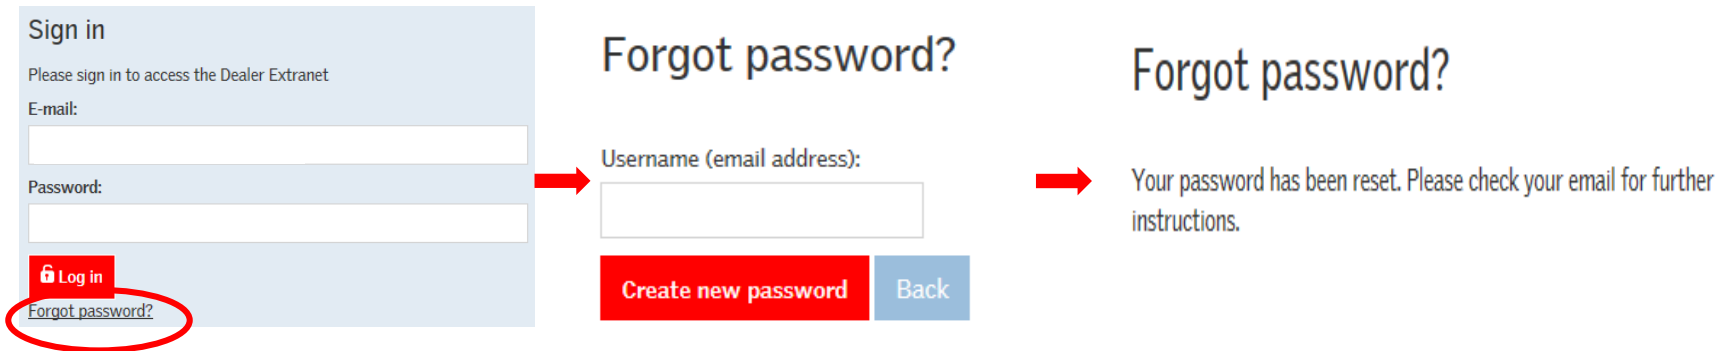 Sign in
Please sign in to access the Dealer Extranet
E-mail:
Password:
Log in
Forgot password?
Forgot password?
Username (email address):
Create new password
Back
Forgot password?
Your password has been reset. Please check your email for further
instructions.